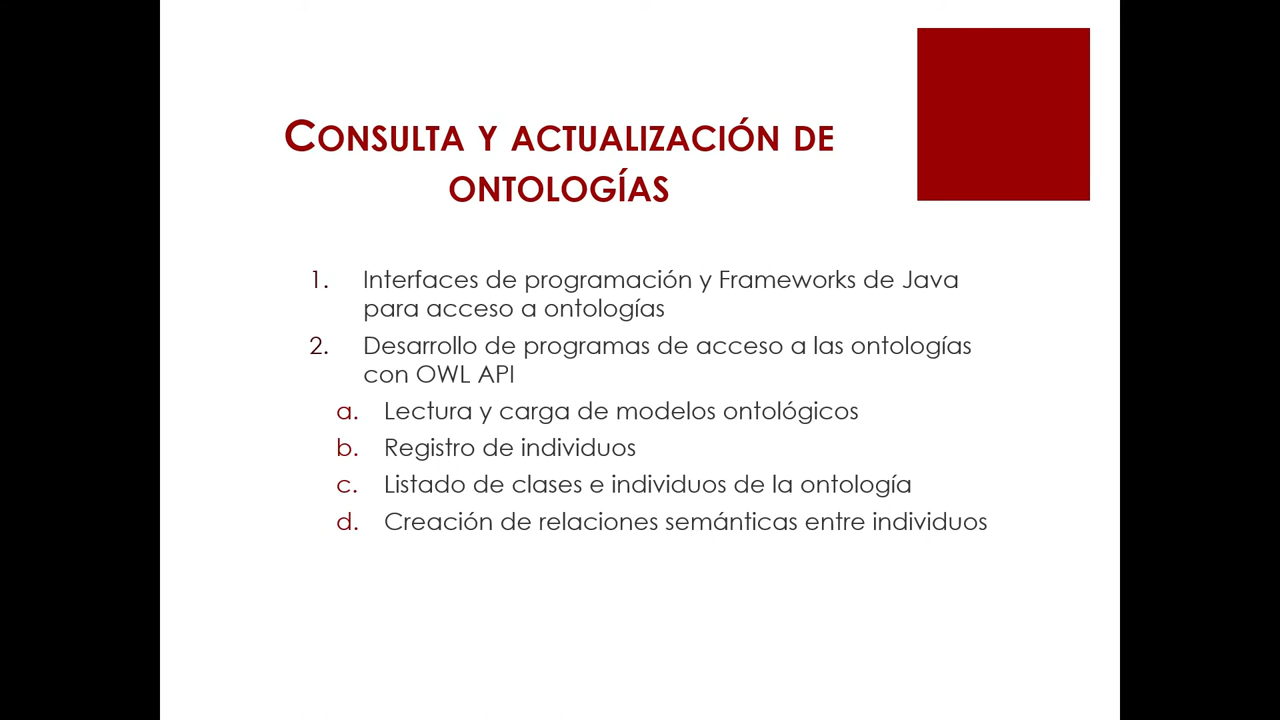 CONSULTA Y ACTUALIZACIÓN DE
ONTOLOGÍAS
1. Interfaces de programación y Frameworks de Java
para acceso a ontologías
2. Desarrollo de programas de acceso a las ontologías
con OWL API
a. Lectura y carga de modelos ontológicos
b. Registro de individuos
c. Listado de clases e individuos de la ontología
d. Creación de relaciones semánticas entre individuos